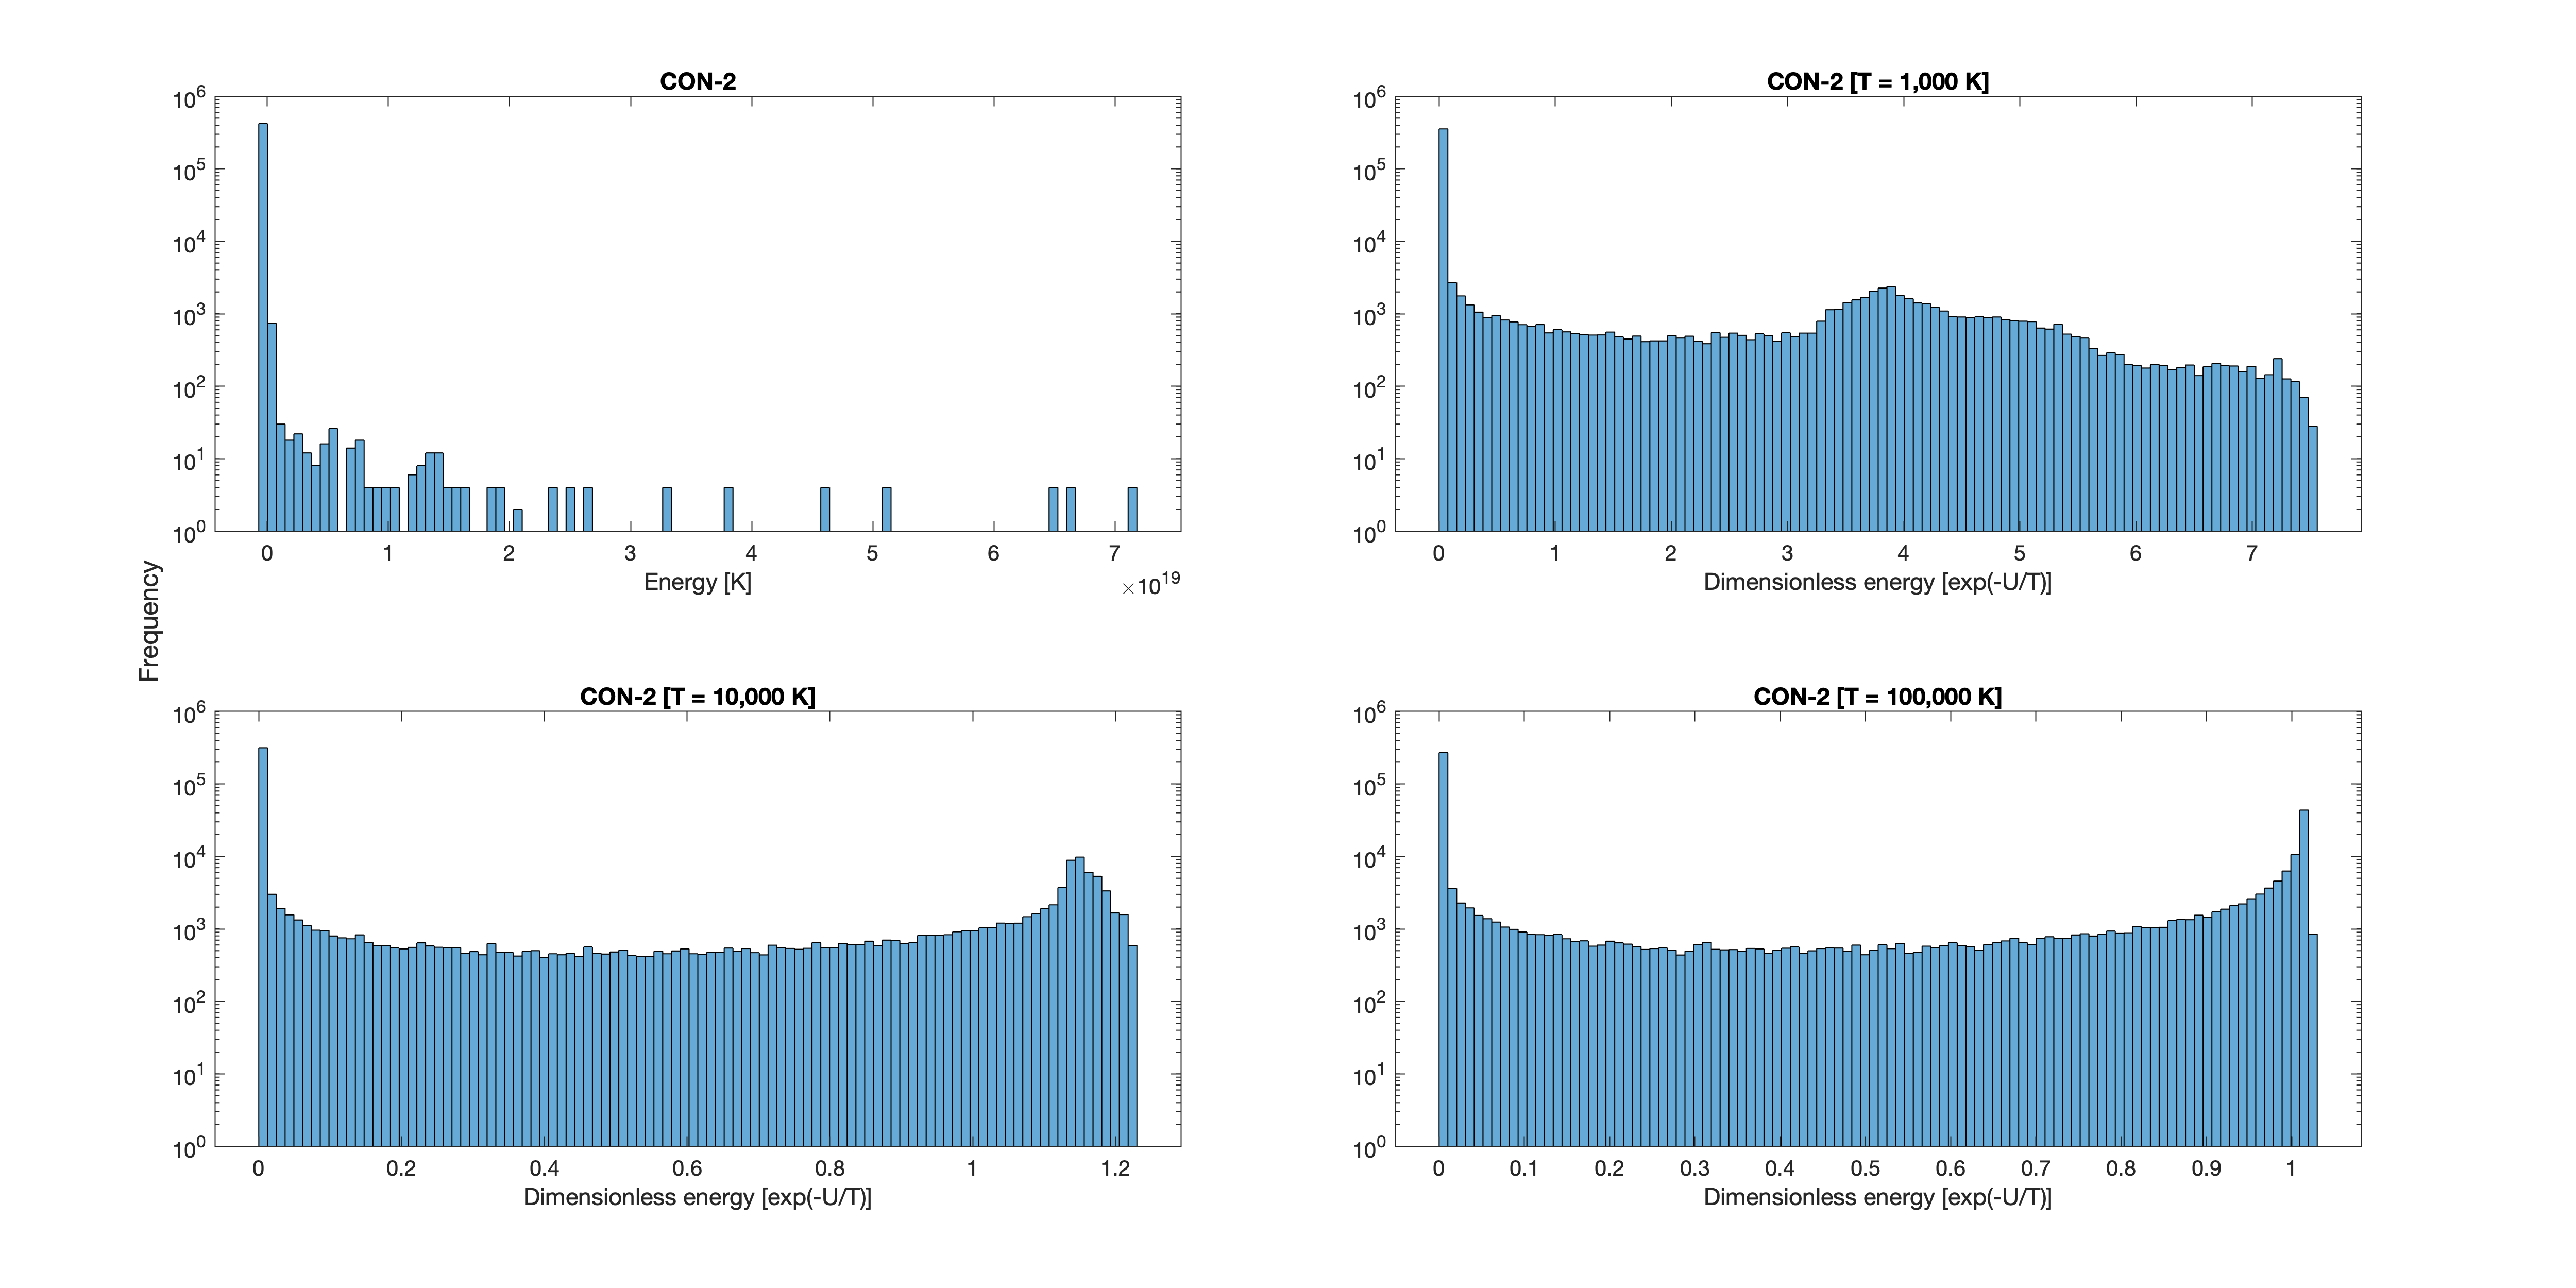 CON-2
10^6
10^5
10^4
10^3
10^2
10^1
10^0
0 1 2 3 4 5 6 7
Energy [K]
×10^19
CON-2 [T = 1,000 K]
10^6
10^5
10^4
10^3
10^2
10^1
10^0
0 1 2 3 4 5 6 7
Dimensionless energy [exp(-U/T)]
Frequency
CON-2 [T = 10,000 K]
10^6
10^5
10^4
10^3
10^2
10^1
10^0
0 0.2 0.4 0.6 0.8 1 1.2
Dimensionless energy [exp(-U/T)]
CON-2 [T = 100,000 K]
10^6
10^5
10^4
10^3
10^2
10^1
10^0
0 0.1 0.2 0.3 0.4 0.5 0.6 0.7 0.8 0.9 1
Dimensionless energy [exp(-U/T)]